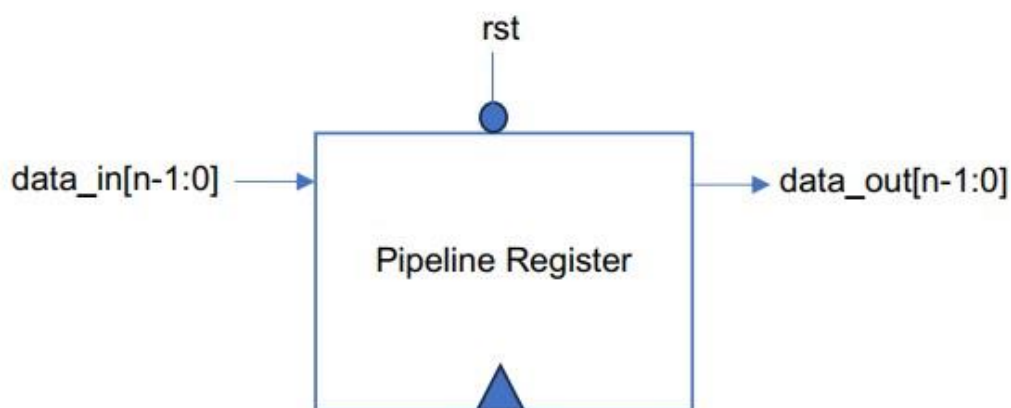 rst
data_in[n-1:0]
data_out[n-1:0]
Pipeline Register